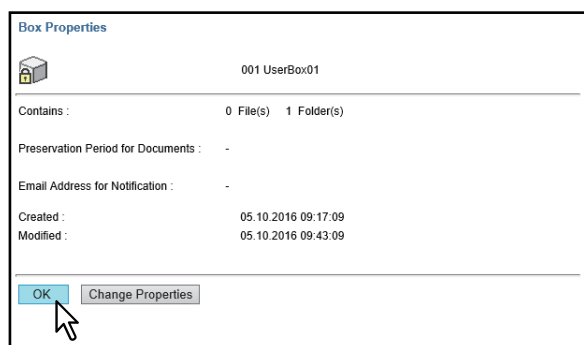 Box Properties
001 UserBox01
Contains : 0 File(s) 1 Folder(s)
Preservation Period for Documents : -
Email Address for Notification : -
Created : 05.10.2016 09:17:09
Modified : 05.10.2016 09:43:09
OK Change Properties